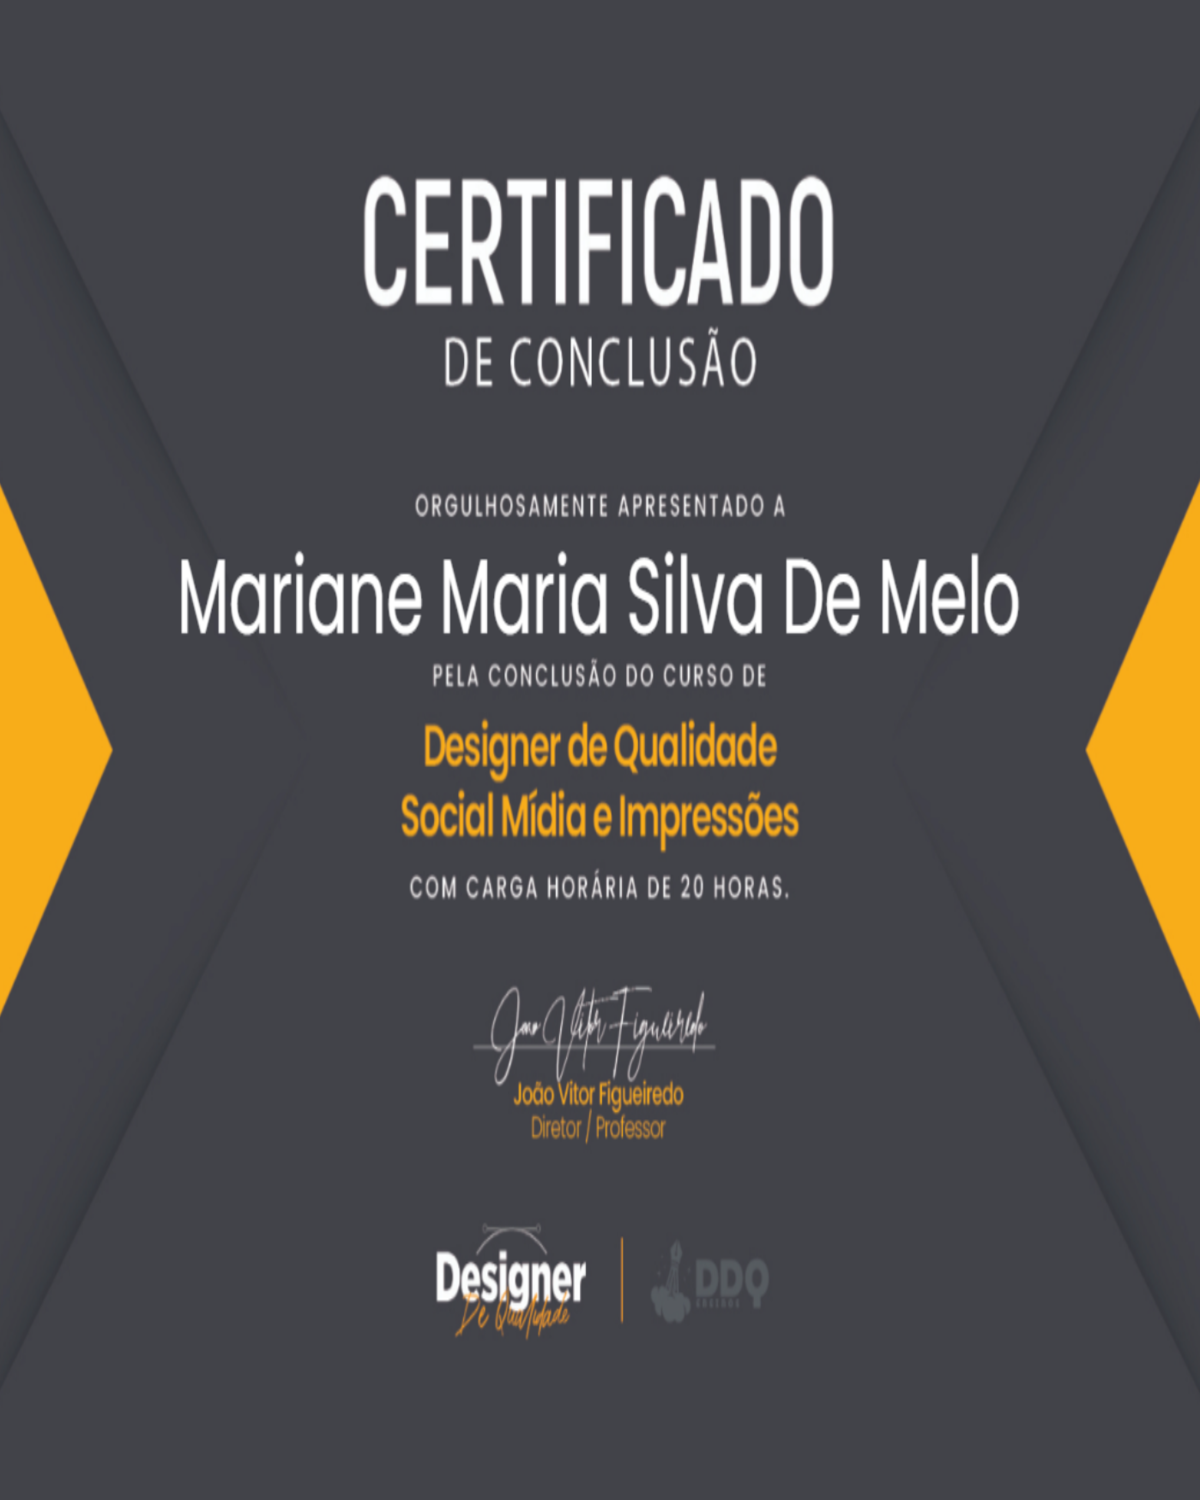 CERTIFICADO
DE CONCLUSÃO
ORGULHOSAMENTE APRESENTADO A
Mariane Maria Silva De Melo
PELA CONCLUSÃO DO CURSO DE
Designer de Qualidade
Social Mídia e Impressões
COM CARGA HORÁRIA DE 20 HORAS.
Joao Vitor Figueiredo
João Vitor Figueiredo
Diretor / Professor
Designer
De Qualidade
DDQ